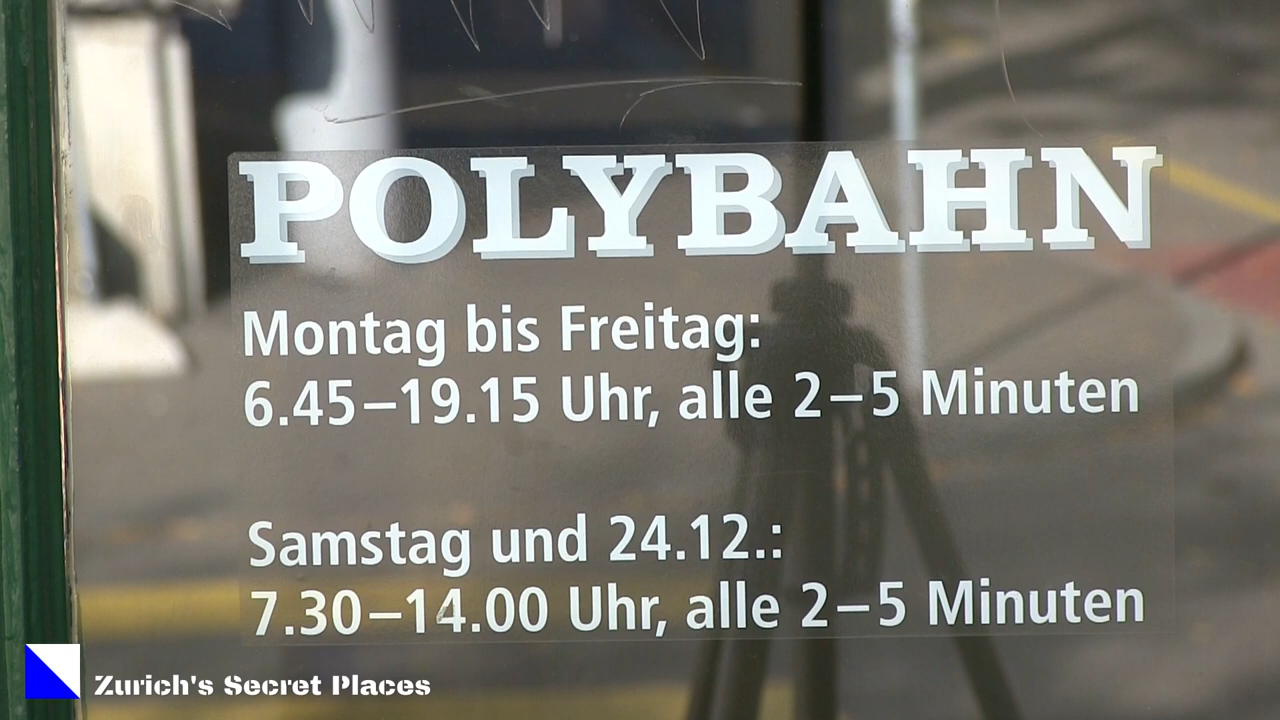 POLYBAHN
Montag bis Freitag:
6.45–19.15 Uhr, alle 2–5 Minuten
Samstag und 24.12.:
7.30–14.00 Uhr, alle 2–5 Minuten
Zurich's Secret Places